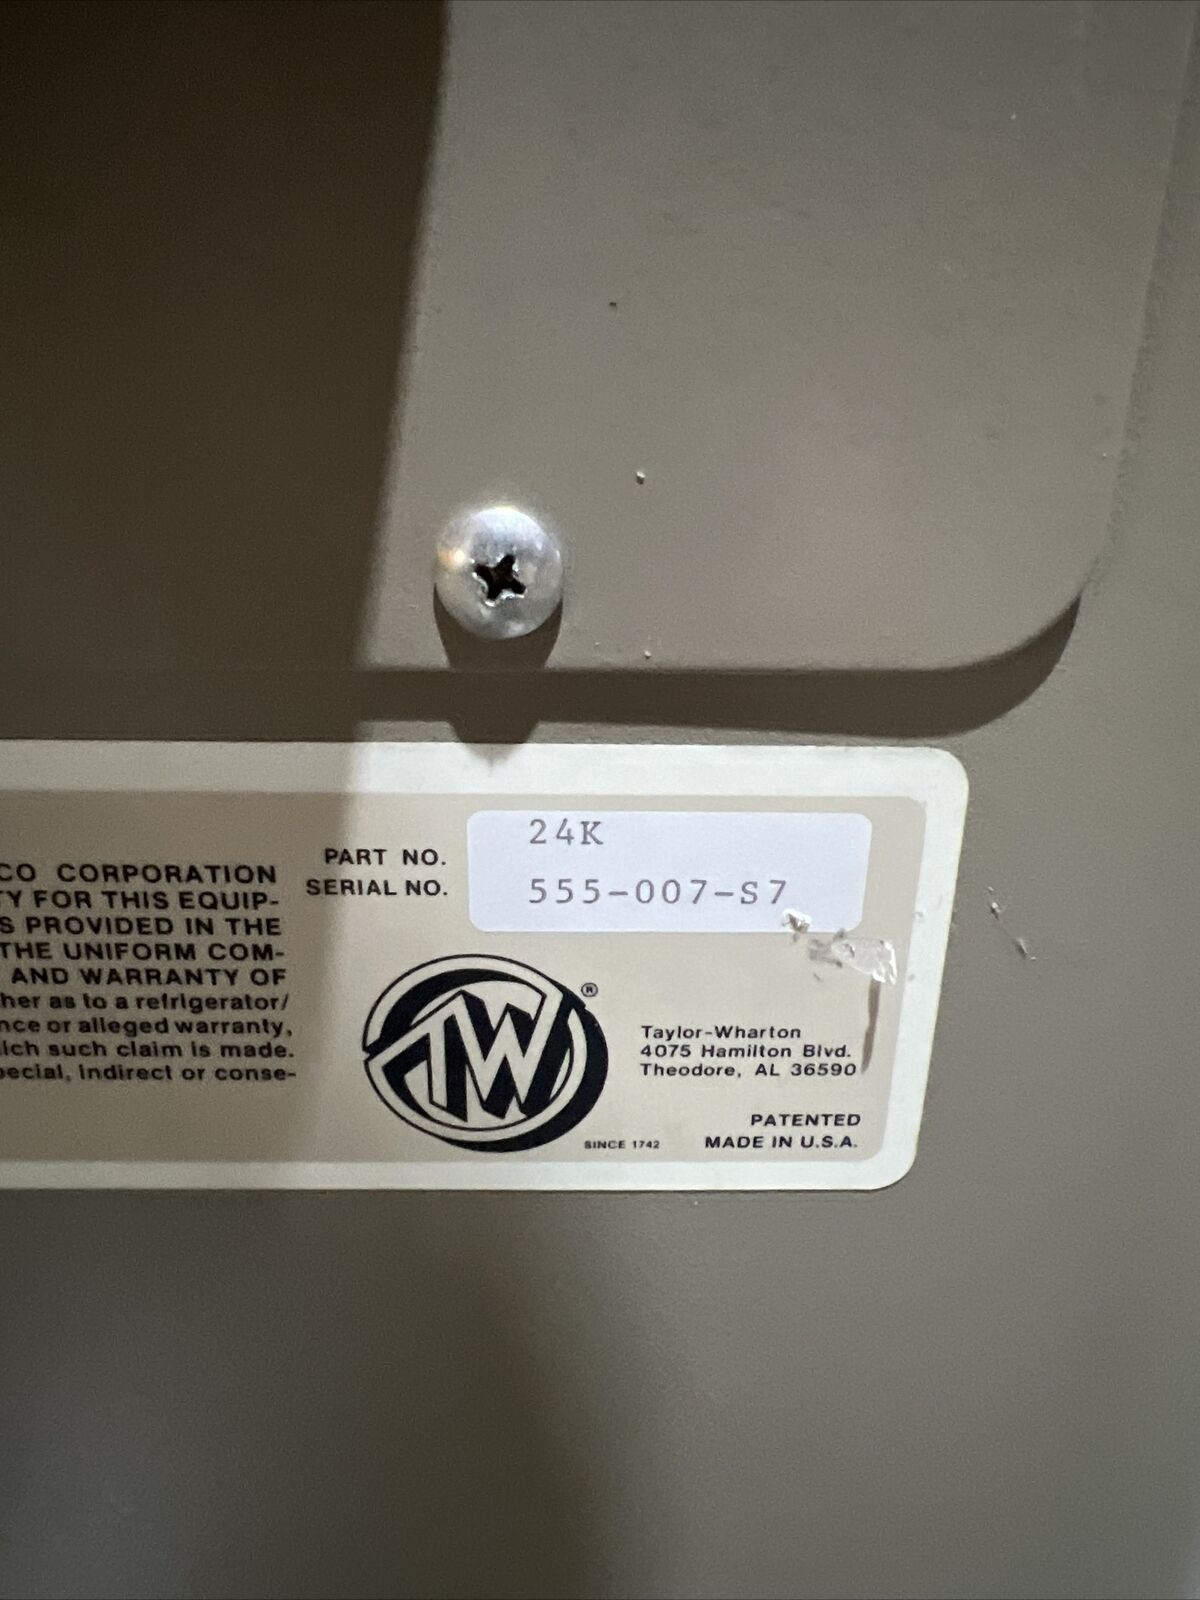 24K
PART NO.
SERIAL NO. 555-007-S7
CO CORPORATION
TY FOR THIS EQUIP-
S PROVIDED IN THE
THE UNIFORM COM-
AND WARRANTY OF
her as to a refrigerator/
nce or alleged warranty,
ich such claim is made.
pecial, Indirect or conse-
TW ®
SINCE 1742
Taylor-Wharton
4075 Hamilton Blvd.
Theodore, AL 36590
PATENTED
MADE IN U.S.A.